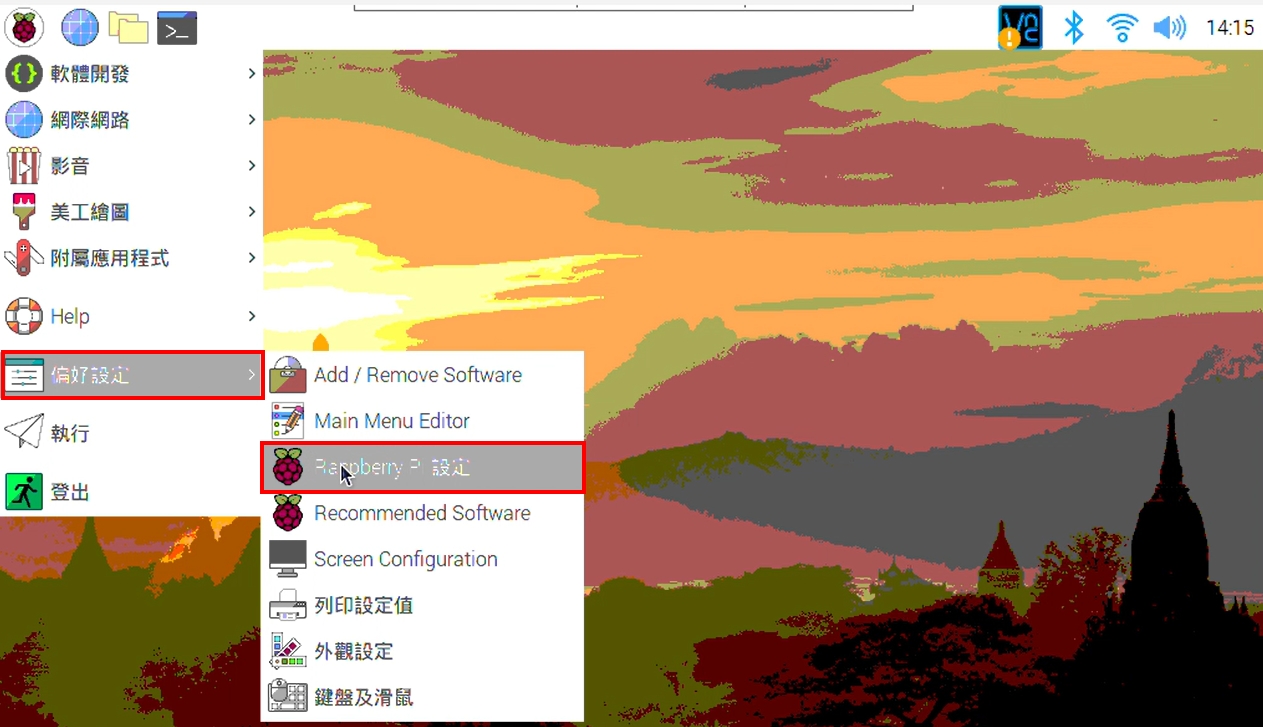 14:15
軟體開發
網際網路
影音
美工繪圖
附屬應用程式
Help
偏好設定
執行
登出
Add / Remove Software
Main Menu Editor
Raspberry Pi 設定
Recommended Software
Screen Configuration
列印設定值
外觀設定
鍵盤及滑鼠